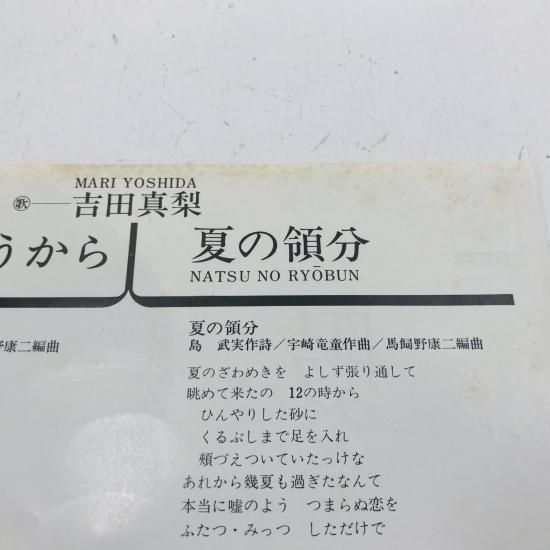 MARI YOSHIDA
歌——吉田真梨
うから
夏の領分
NATSU NO RYŌBUN
野康二編曲
夏の領分
島 武実作詩/宇崎竜童作曲/馬飼野康二編曲
夏のざわめきを よしず張り通して
眺めて来たの 12の時から
ひんやりした砂に
くるぶしまで足を入れ
頬づえついていたっけな
あれから幾夏も過ぎたなんて
本当に嘘のよう つまらぬ恋を
ふたつ・みっつ しただけで